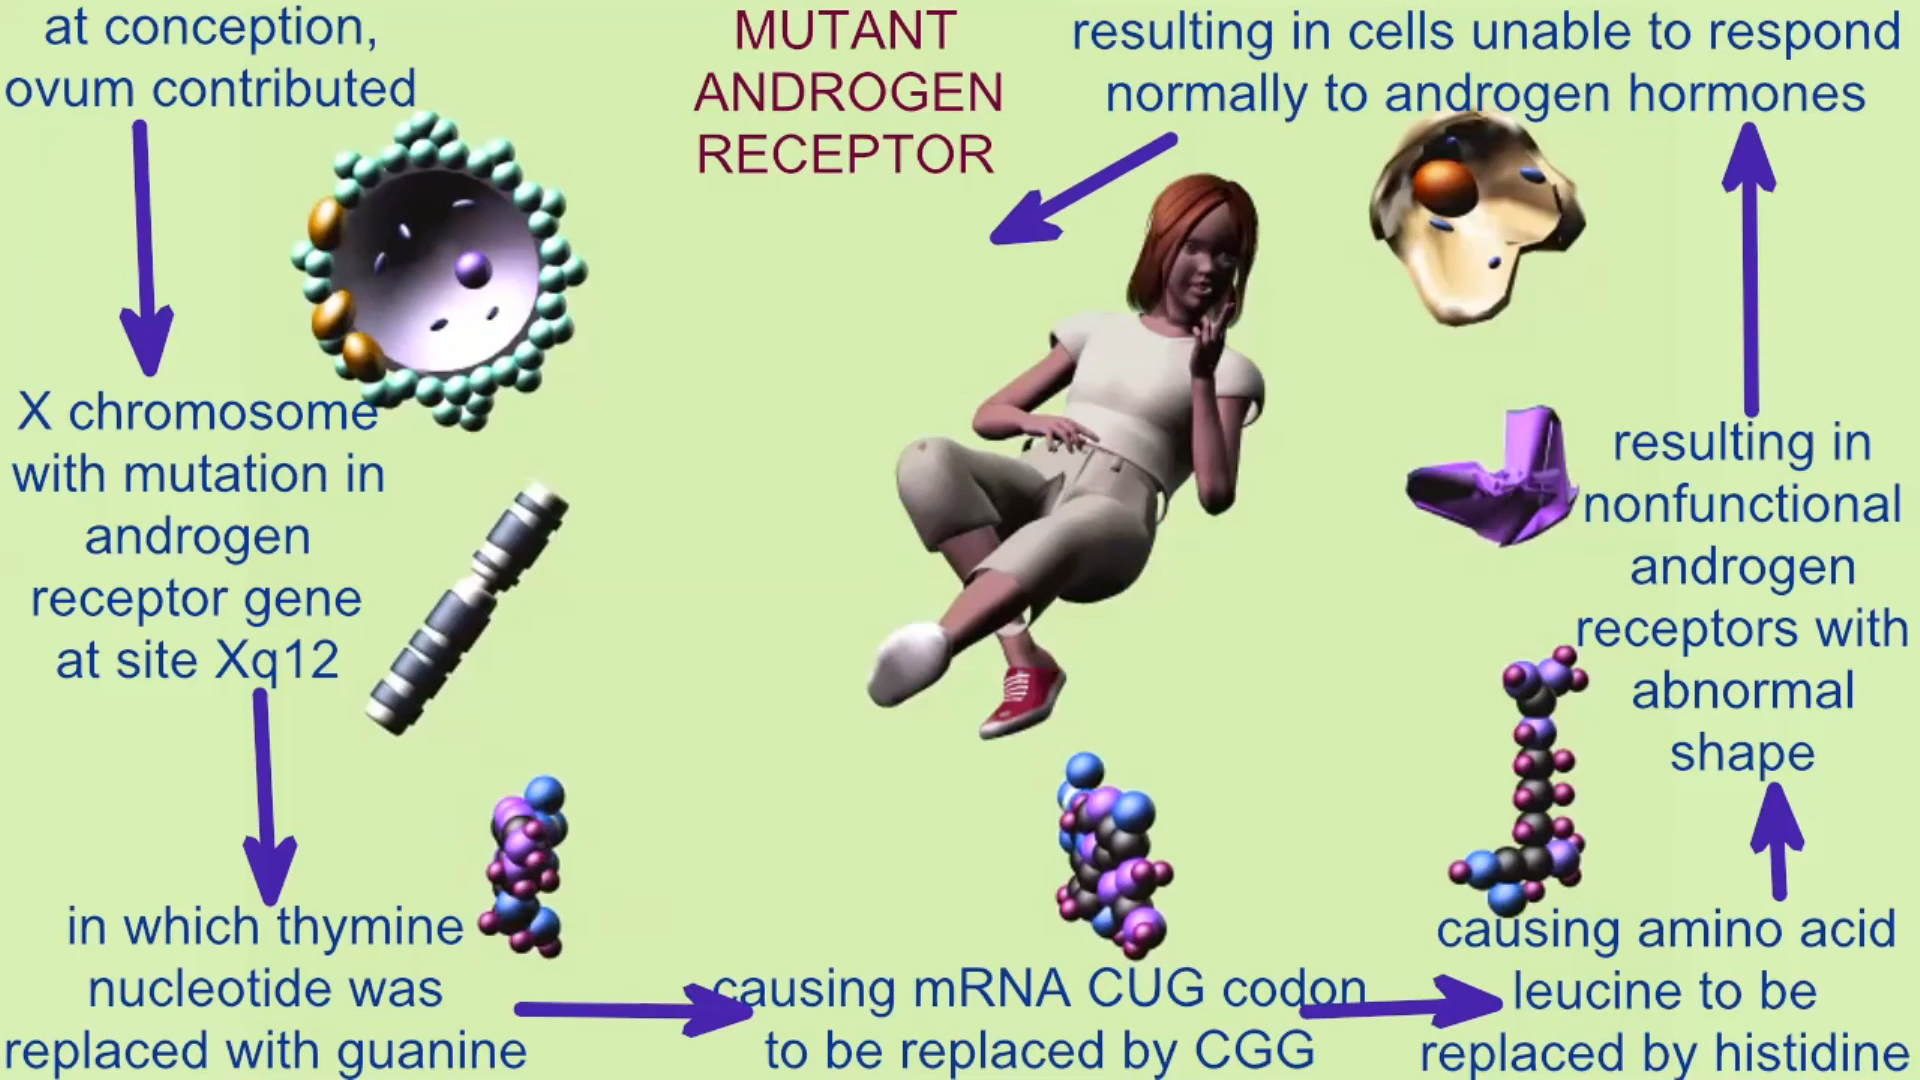 MUTANT
ANDROGEN
RECEPTOR
at conception,
ovum contributed
X chromosome
with mutation in
androgen
receptor gene
at site Xq12
in which thymine
nucleotide was
replaced with guanine
causing mRNA CUG codon
to be replaced by CGG
causing amino acid
leucine to be
replaced by histidine
resulting in
nonfunctional
androgen
receptors with
abnormal
shape
resulting in cells unable to respond
normally to androgen hormones